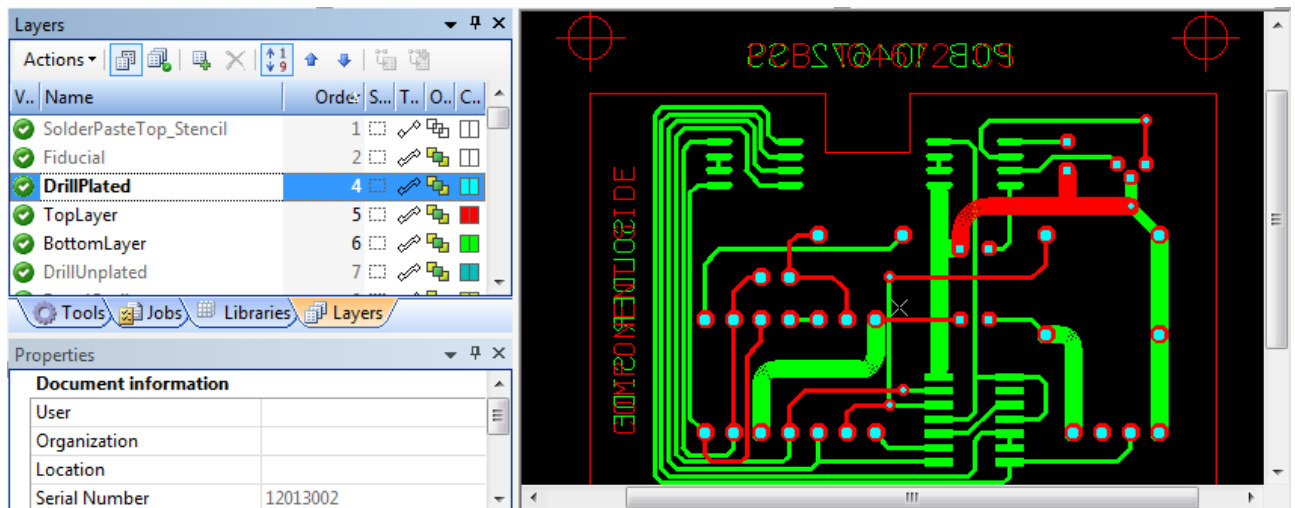 Layers
Actions
V.. Name Order S... T.. O.. C..
SolderPasteTop_Stencil 1
Fiducial 2
DrillPlated 4
TopLayer 5
BottomLayer 6
DrillUnplated 7
Tools Jobs Libraries Layers
Properties
Document information
User
Organization
Location
Serial Number 12013002